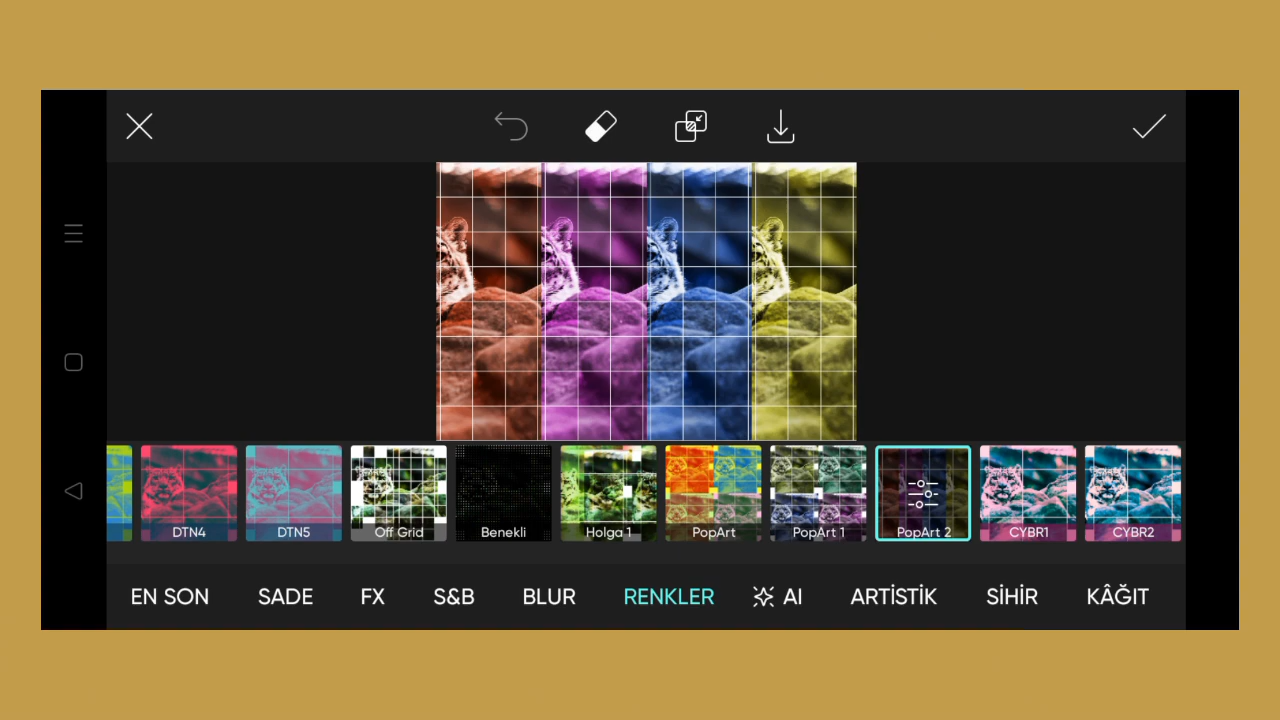 DTN4 DTN5 Off Grid Benekli Holga 1 PopArt PopArt 1 PopArt 2 CYBR1 CYBR2
EN SON SADE FX S&B BLUR RENKLER AI ARTİSTİK SİHİR KÂĞIT